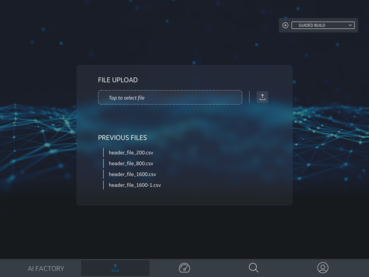 GUIDED BUILD
FILE UPLOAD
Tap to select file
PREVIOUS FILES
header_file_200.csv
header_file_800.csv
header_file_1600.csv
header_file_1600-1.csv
AI FACTORY